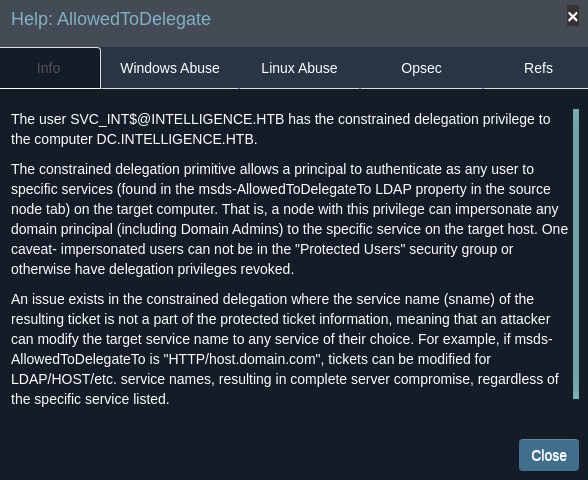 Help: AllowedToDelegate
×
Info
Windows Abuse
Linux Abuse
Opsec
Refs
The user SVC_INT$@INTELLIGENCE.HTB has the constrained delegation privilege to
the computer DC.INTELLIGENCE.HTB.
The constrained delegation primitive allows a principal to authenticate as any user to
specific services (found in the msds-AllowedToDelegateTo LDAP property in the source
node tab) on the target computer. That is, a node with this privilege can impersonate any
domain principal (including Domain Admins) to the specific service on the target host. One
caveat- impersonated users can not be in the "Protected Users" security group or
otherwise have delegation privileges revoked.
An issue exists in the constrained delegation where the service name (sname) of the
resulting ticket is not a part of the protected ticket information, meaning that an attacker
can modify the target service name to any service of their choice. For example, if msds-
AllowedToDelegateTo is "HTTP/host.domain.com", tickets can be modified for
LDAP/HOST/etc. service names, resulting in complete server compromise, regardless of
the specific service listed.
Close